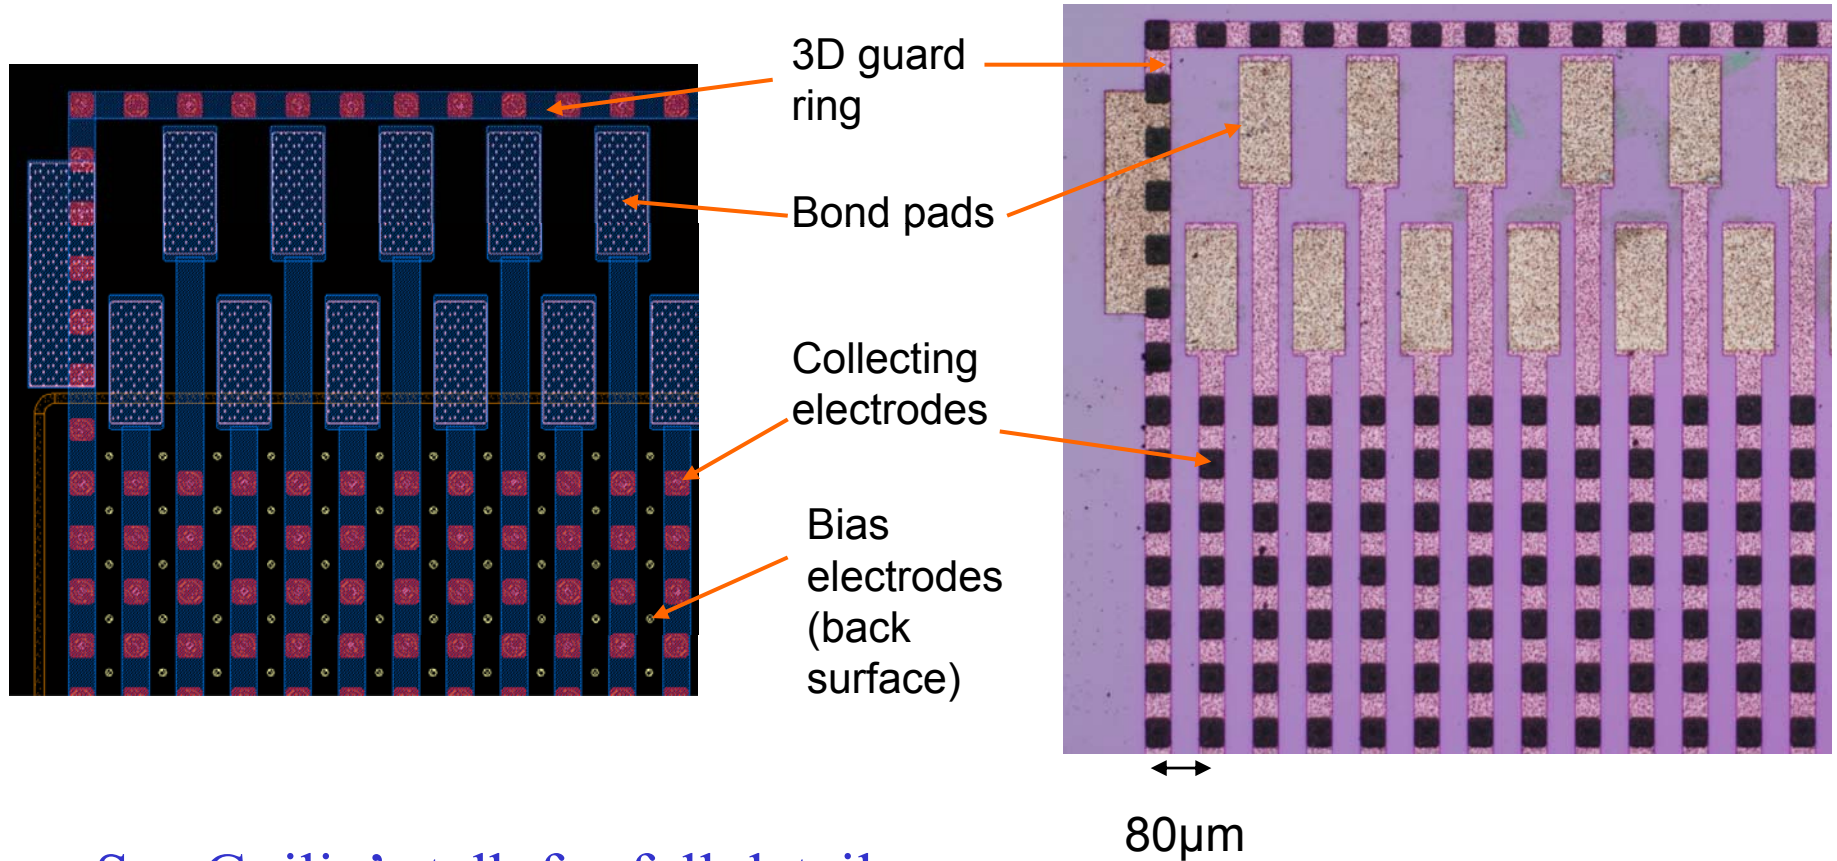 3D guard
ring
Bond pads
Collecting
electrodes
Bias
electrodes
(back
surface)
80µm